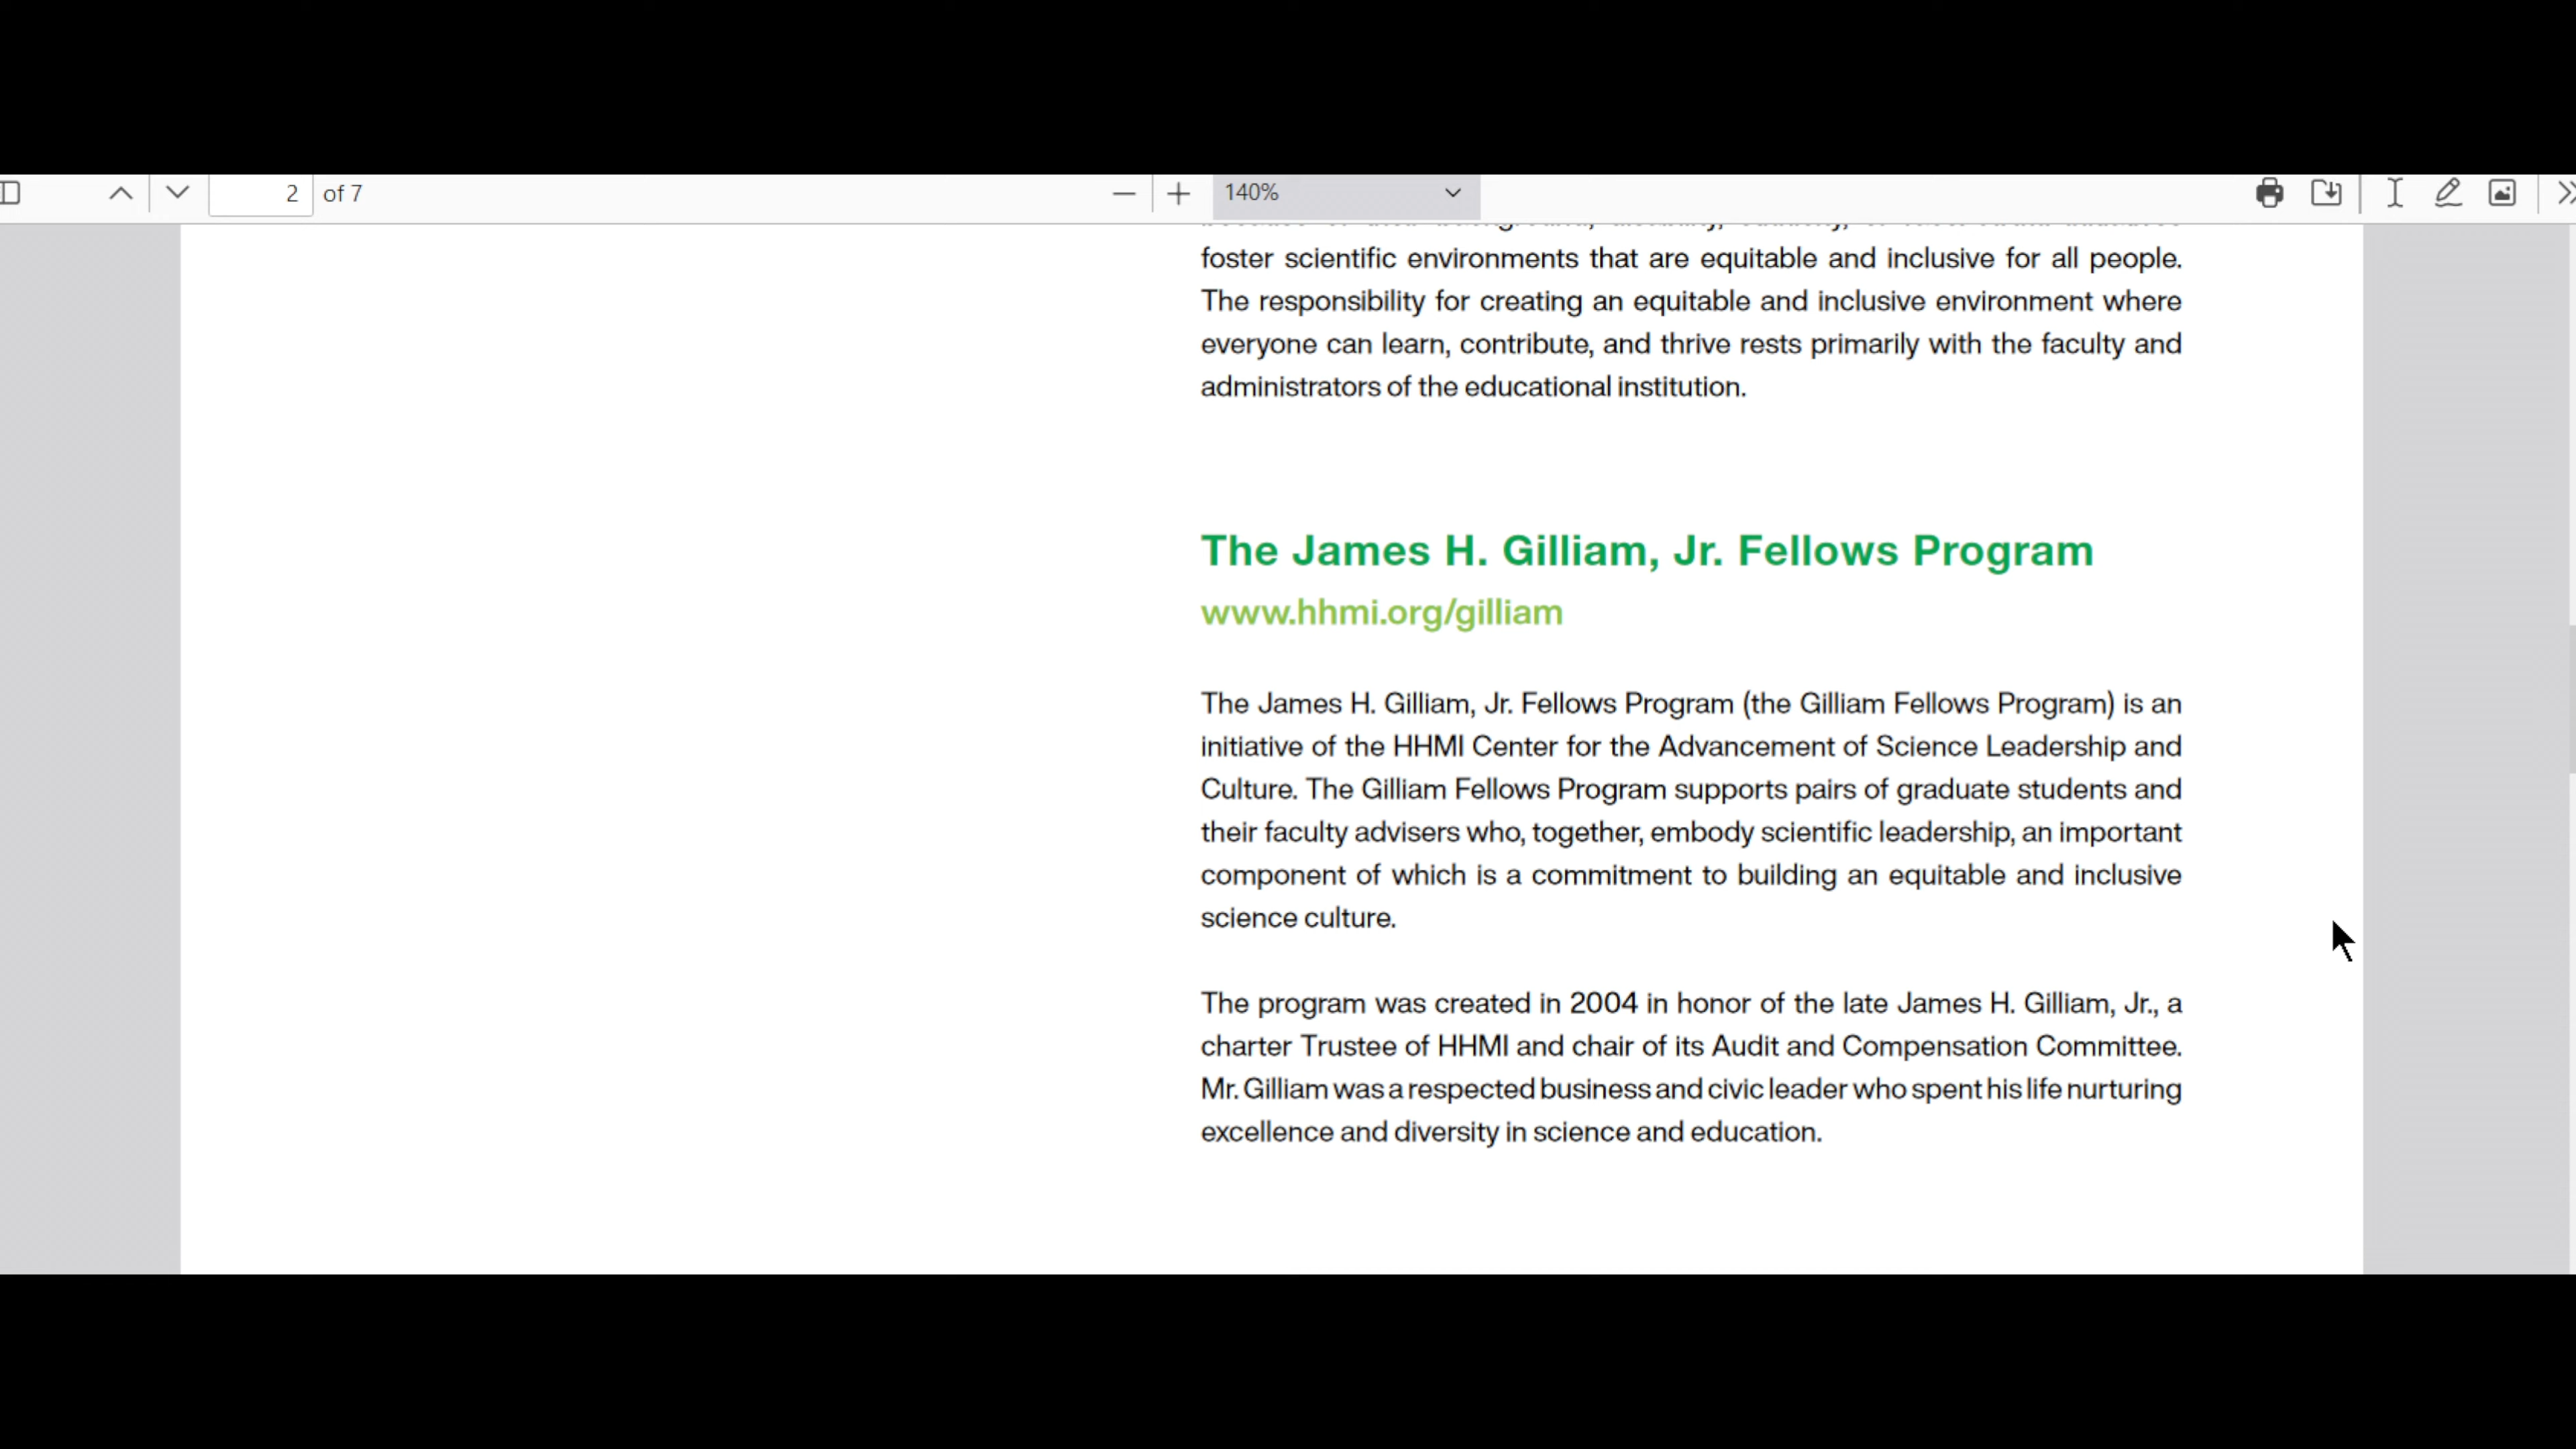 2 of 7
140%
foster scientific environments that are equitable and inclusive for all people.
The responsibility for creating an equitable and inclusive environment where
everyone can learn, contribute, and thrive rests primarily with the faculty and
administrators of the educational institution.
The James H. Gilliam, Jr. Fellows Program
www.hhmi.org/gilliam
The James H. Gilliam, Jr. Fellows Program (the Gilliam Fellows Program) is an
initiative of the HHMI Center for the Advancement of Science Leadership and
Culture. The Gilliam Fellows Program supports pairs of graduate students and
their faculty advisers who, together, embody scientific leadership, an important
component of which is a commitment to building an equitable and inclusive
science culture.
The program was created in 2004 in honor of the late James H. Gilliam, Jr., a
charter Trustee of HHMI and chair of its Audit and Compensation Committee.
Mr. Gilliam was a respected business and civic leader who spent his life nurturing
excellence and diversity in science and education.